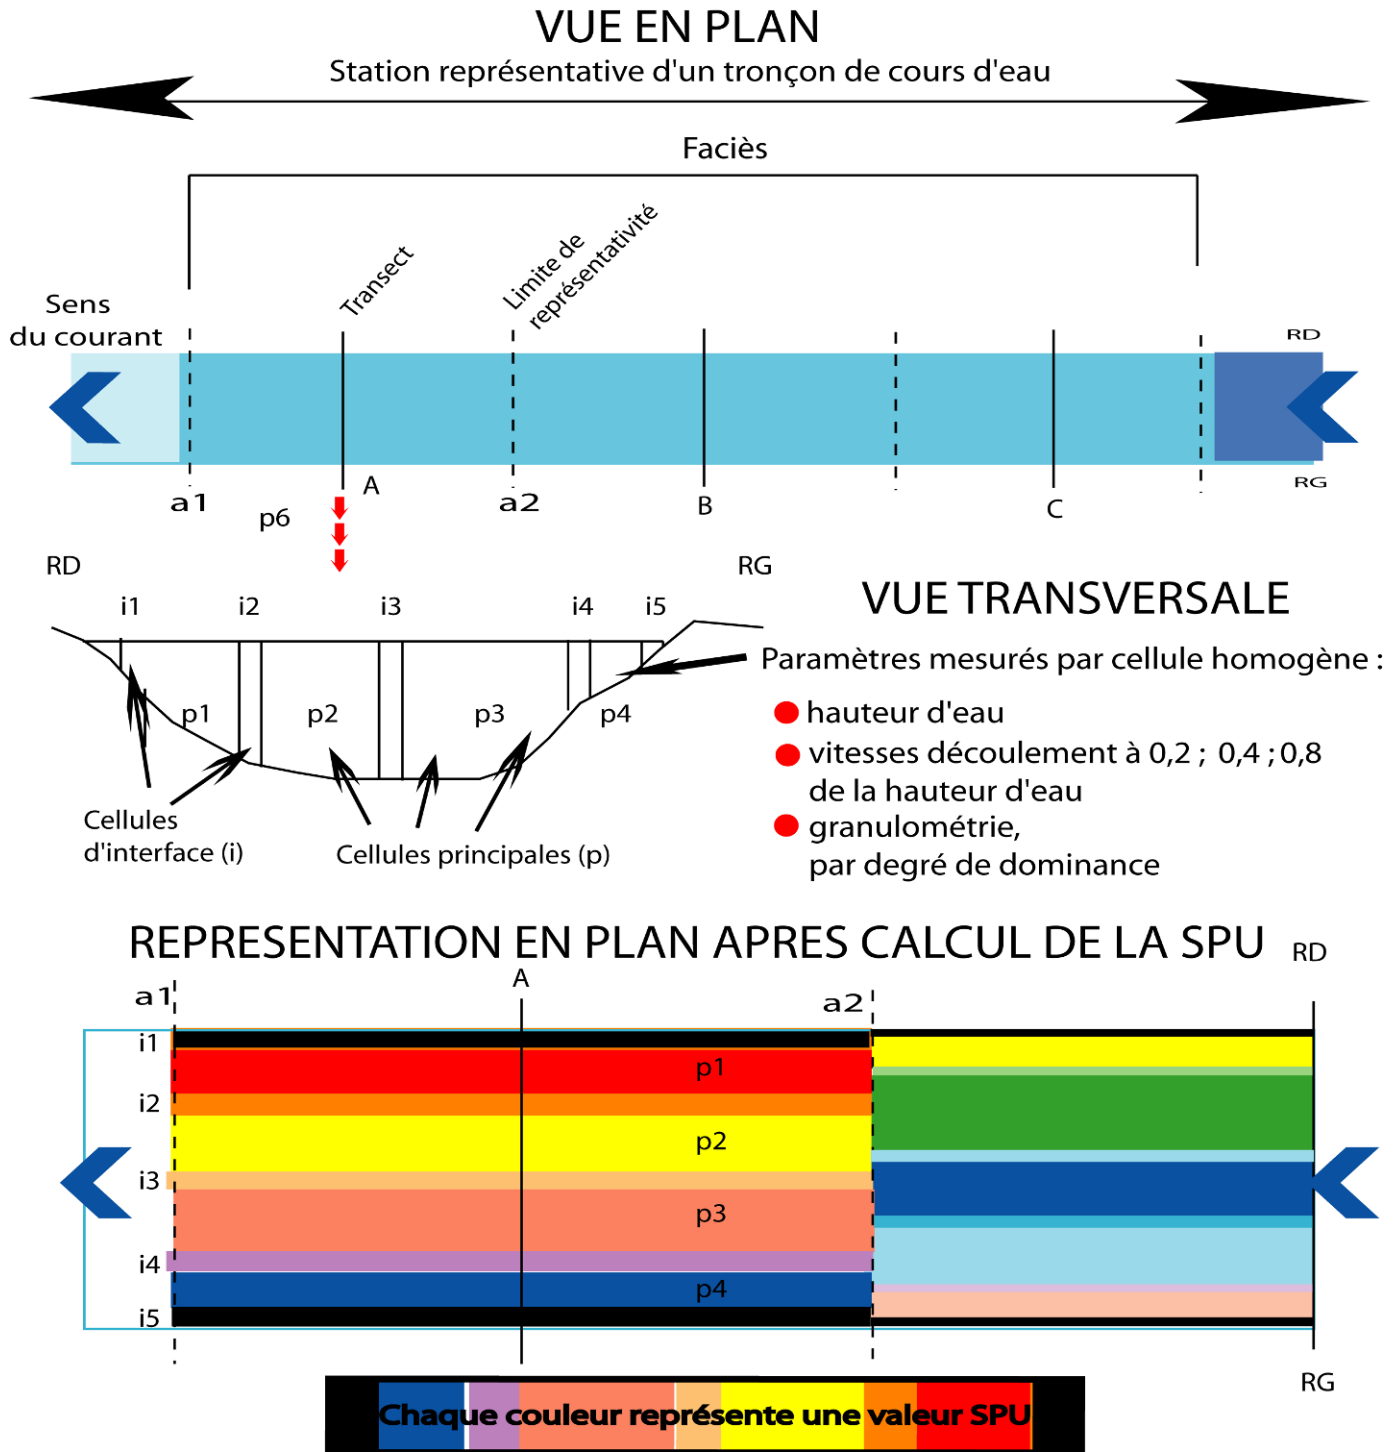 VUE EN PLAN
Station représentative d'un tronçon de cours d'eau
Faciès
Transect
Limite de
représentativité
Sens
du courant
RD
RG
a1
p6
A
a2
B
C
RD
RG
i1
i2
i3
i4
i5
p1
p2
p3
p4
Cellules
d'interface (i)
Cellules principales (p)
VUE TRANSVERSALE
Paramètres mesurés par cellule homogène :
hauteur d'eau
vitesses découlement à 0,2 ; 0,4 ; 0,8
de la hauteur d'eau
granulométrie,
par degré de dominance
REPRESENTATION EN PLAN APRES CALCUL DE LA SPU
RD
a1
A
a2
i1
p1
i2
p2
i3
p3
i4
p4
i5
RG
Chaque couleur représente une valeur SPU